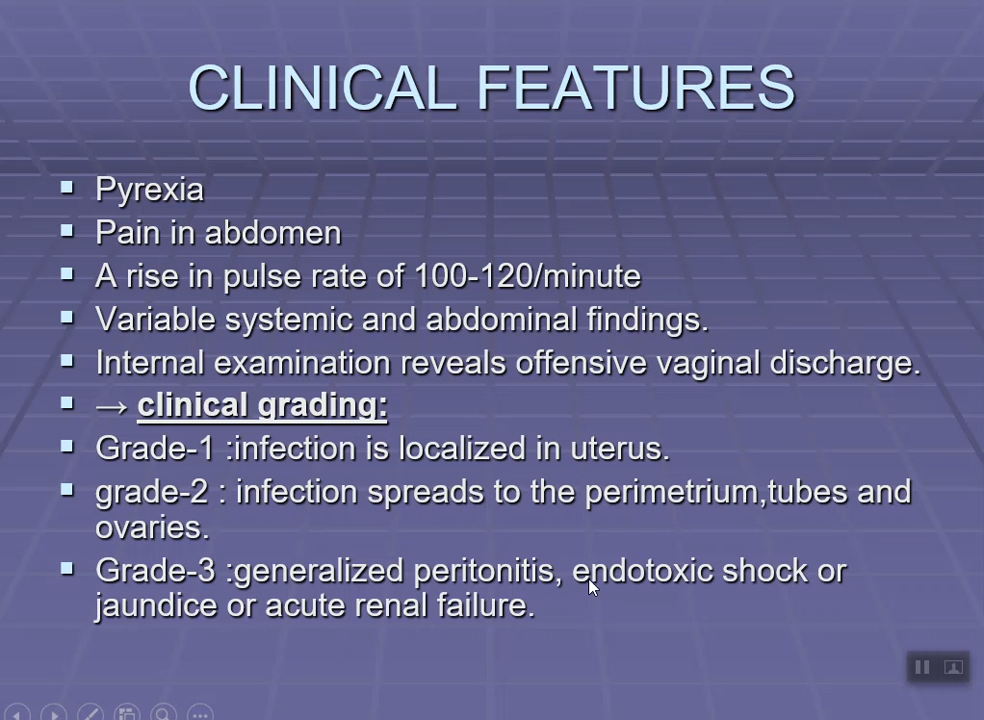 CLINICAL FEATURES
Pyrexia
Pain in abdomen
A rise in pulse rate of 100-120/minute
Variable systemic and abdominal findings.
Internal examination reveals offensive vaginal discharge.
→ clinical grading:
Grade-1 :infection is localized in uterus.
grade-2 : infection spreads to the perimetrium,tubes and
ovaries.
Grade-3 :generalized peritonitis, endotoxic shock or
jaundice or acute renal failure.